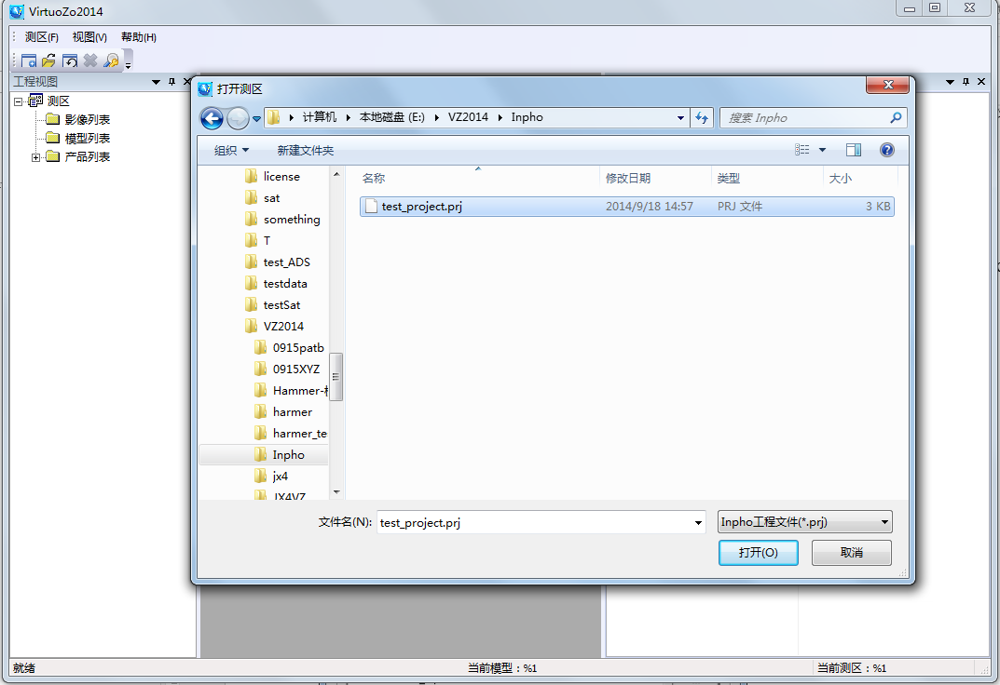 VirtuoZo2014
测区(F) 视图(V) 帮助(H)
工程视图
测区
影像列表
模型列表
产品列表
打开测区
计算机 本地磁盘 (E:) VZ2014 Inpho
搜索 Inpho
组织 新建文件夹
license
sat
something
T
test_ADS
testdata
testSat
VZ2014
0915patb
0915XYZ
Hammer-
harmer
harmer_te
Inpho
jx4
JX4VZ
名称 修改日期 类型 大小
test_project.prj 2014/9/18 14:57 PRJ 文件 3 KB
文件名(N): test_project.prj Inpho工程文件(*.prj)
打开(O) 取消
就绪 当前模型：%1 当前测区：%1